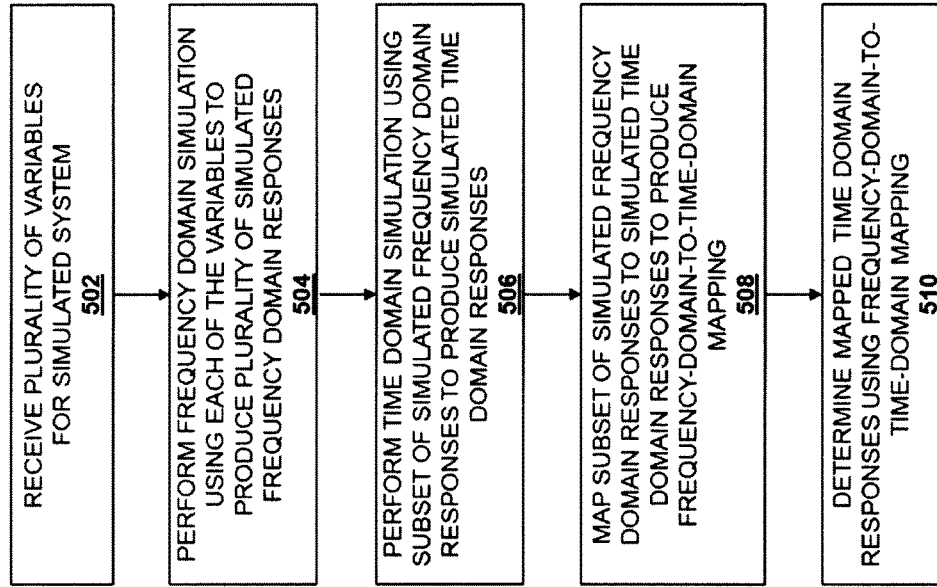 RECEIVE PLURALITY OF VARIABLES
FOR SIMULATED SYSTEM
502
PERFORM FREQUENCY DOMAIN SIMULATION
USING EACH OF THE VARIABLES TO
PRODUCE PLURALITY OF SIMULATED
FREQUENCY DOMAIN RESPONSES
504
PERFORM TIME DOMAIN SIMULATION USING
SUBSET OF SIMULATED FREQUENCY DOMAIN
RESPONSES TO PRODUCE SIMULATED TIME
DOMAIN RESPONSES
506
MAP SUBSET OF SIMULATED FREQUENCY
DOMAIN RESPONSES TO SIMULATED TIME
DOMAIN RESPONSES TO PRODUCE
FREQUENCY-DOMAIN-TO-TIME-DOMAIN
MAPPING
508
DETERMINE MAPPED TIME DOMAIN
RESPONSES USING FREQUENCY-DOMAIN-TO-
TIME-DOMAIN MAPPING
510